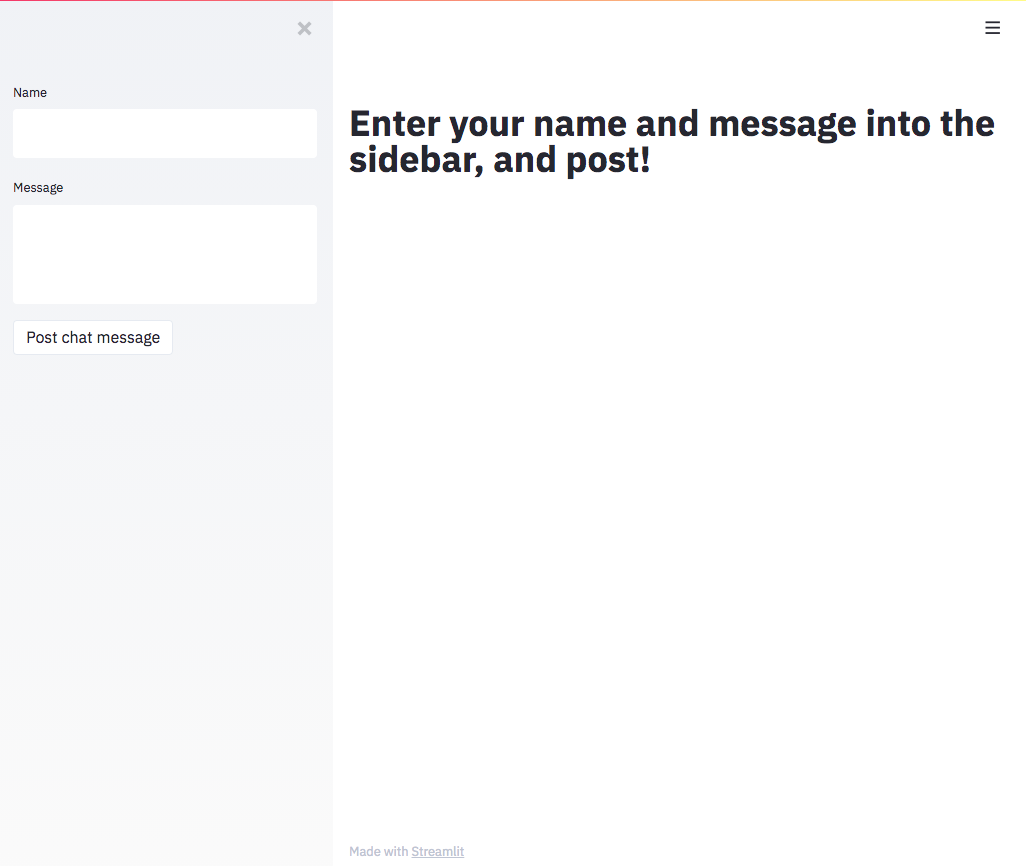 Name
Message
Post chat message
Enter your name and message into the
sidebar, and post!
Made with Streamlit